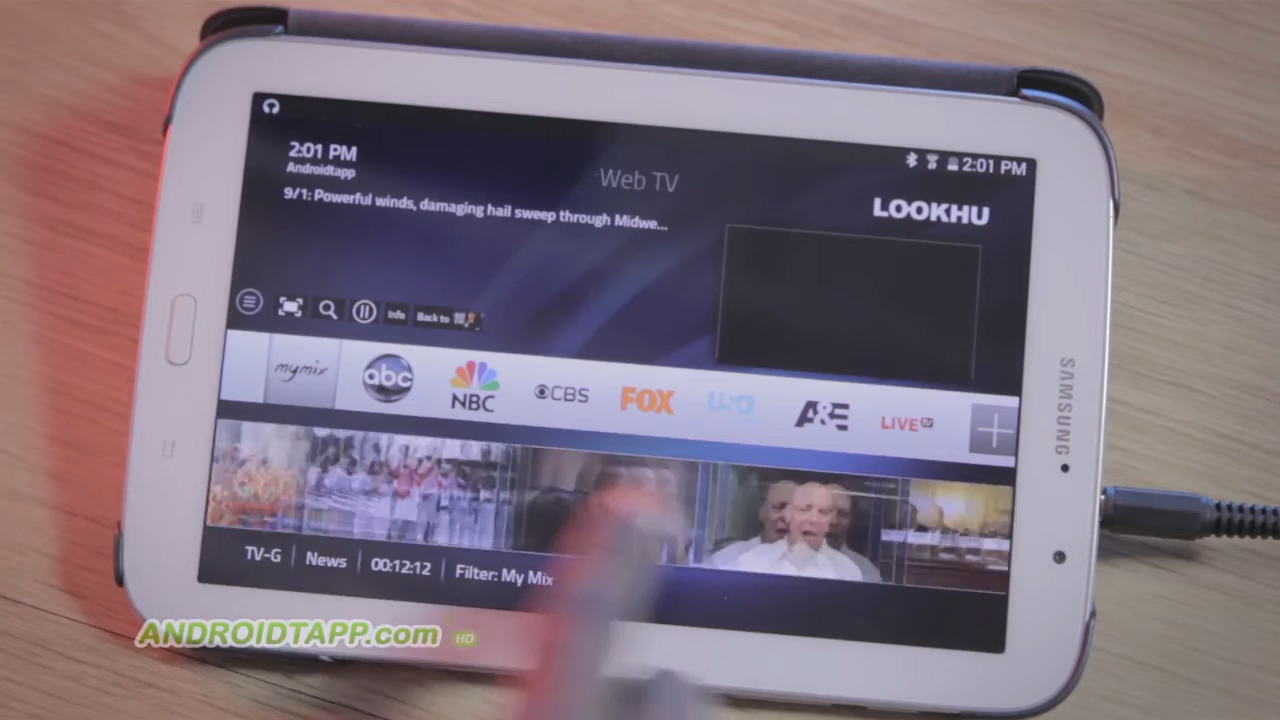 2:01 PM
Androidtapp
9/1: Powerful winds, damaging hail sweep through Midwe...
Web TV
2:01 PM
LOOKHU
Info
Back to
mymix
abc
NBC
CBS
FOX
usa
A&E
LIVE tv
TV-G
News
00:12:12
Filter: My Mix
SAMSUNG
ANDROIDTAPP.com HD